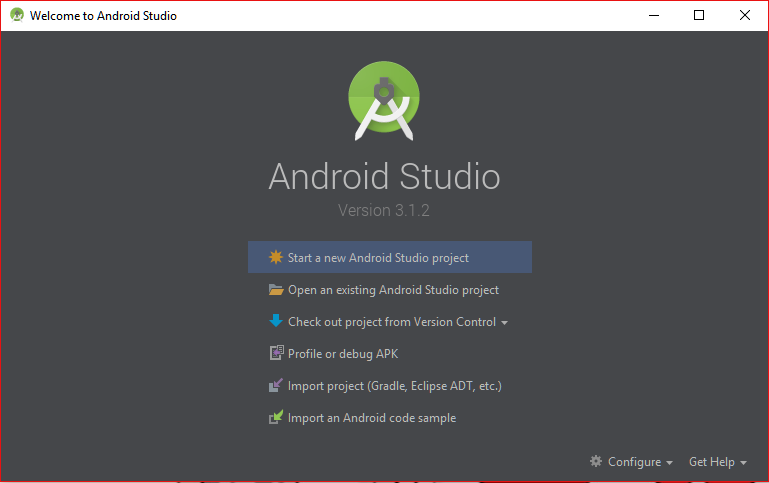 Welcome to Android Studio
Android Studio
Version 3.1.2
Start a new Android Studio project
Open an existing Android Studio project
Check out project from Version Control
Profile or debug APK
Import project (Gradle, Eclipse ADT, etc.)
Import an Android code sample
Configure Get Help